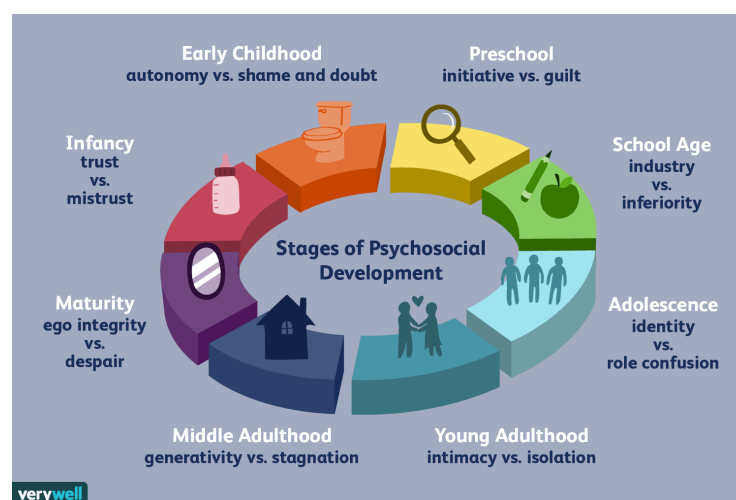 Early Childhood
autonomy vs. shame and doubt
Preschool
initiative vs. guilt
Infancy
trust
vs.
mistrust
School Age
industry
vs.
inferiority
Stages of Psychosocial
Development
Maturity
ego integrity
vs.
despair
Adolescence
identity
vs.
role confusion
Middle Adulthood
generativity vs. stagnation
Young Adulthood
intimacy vs. isolation
verywell